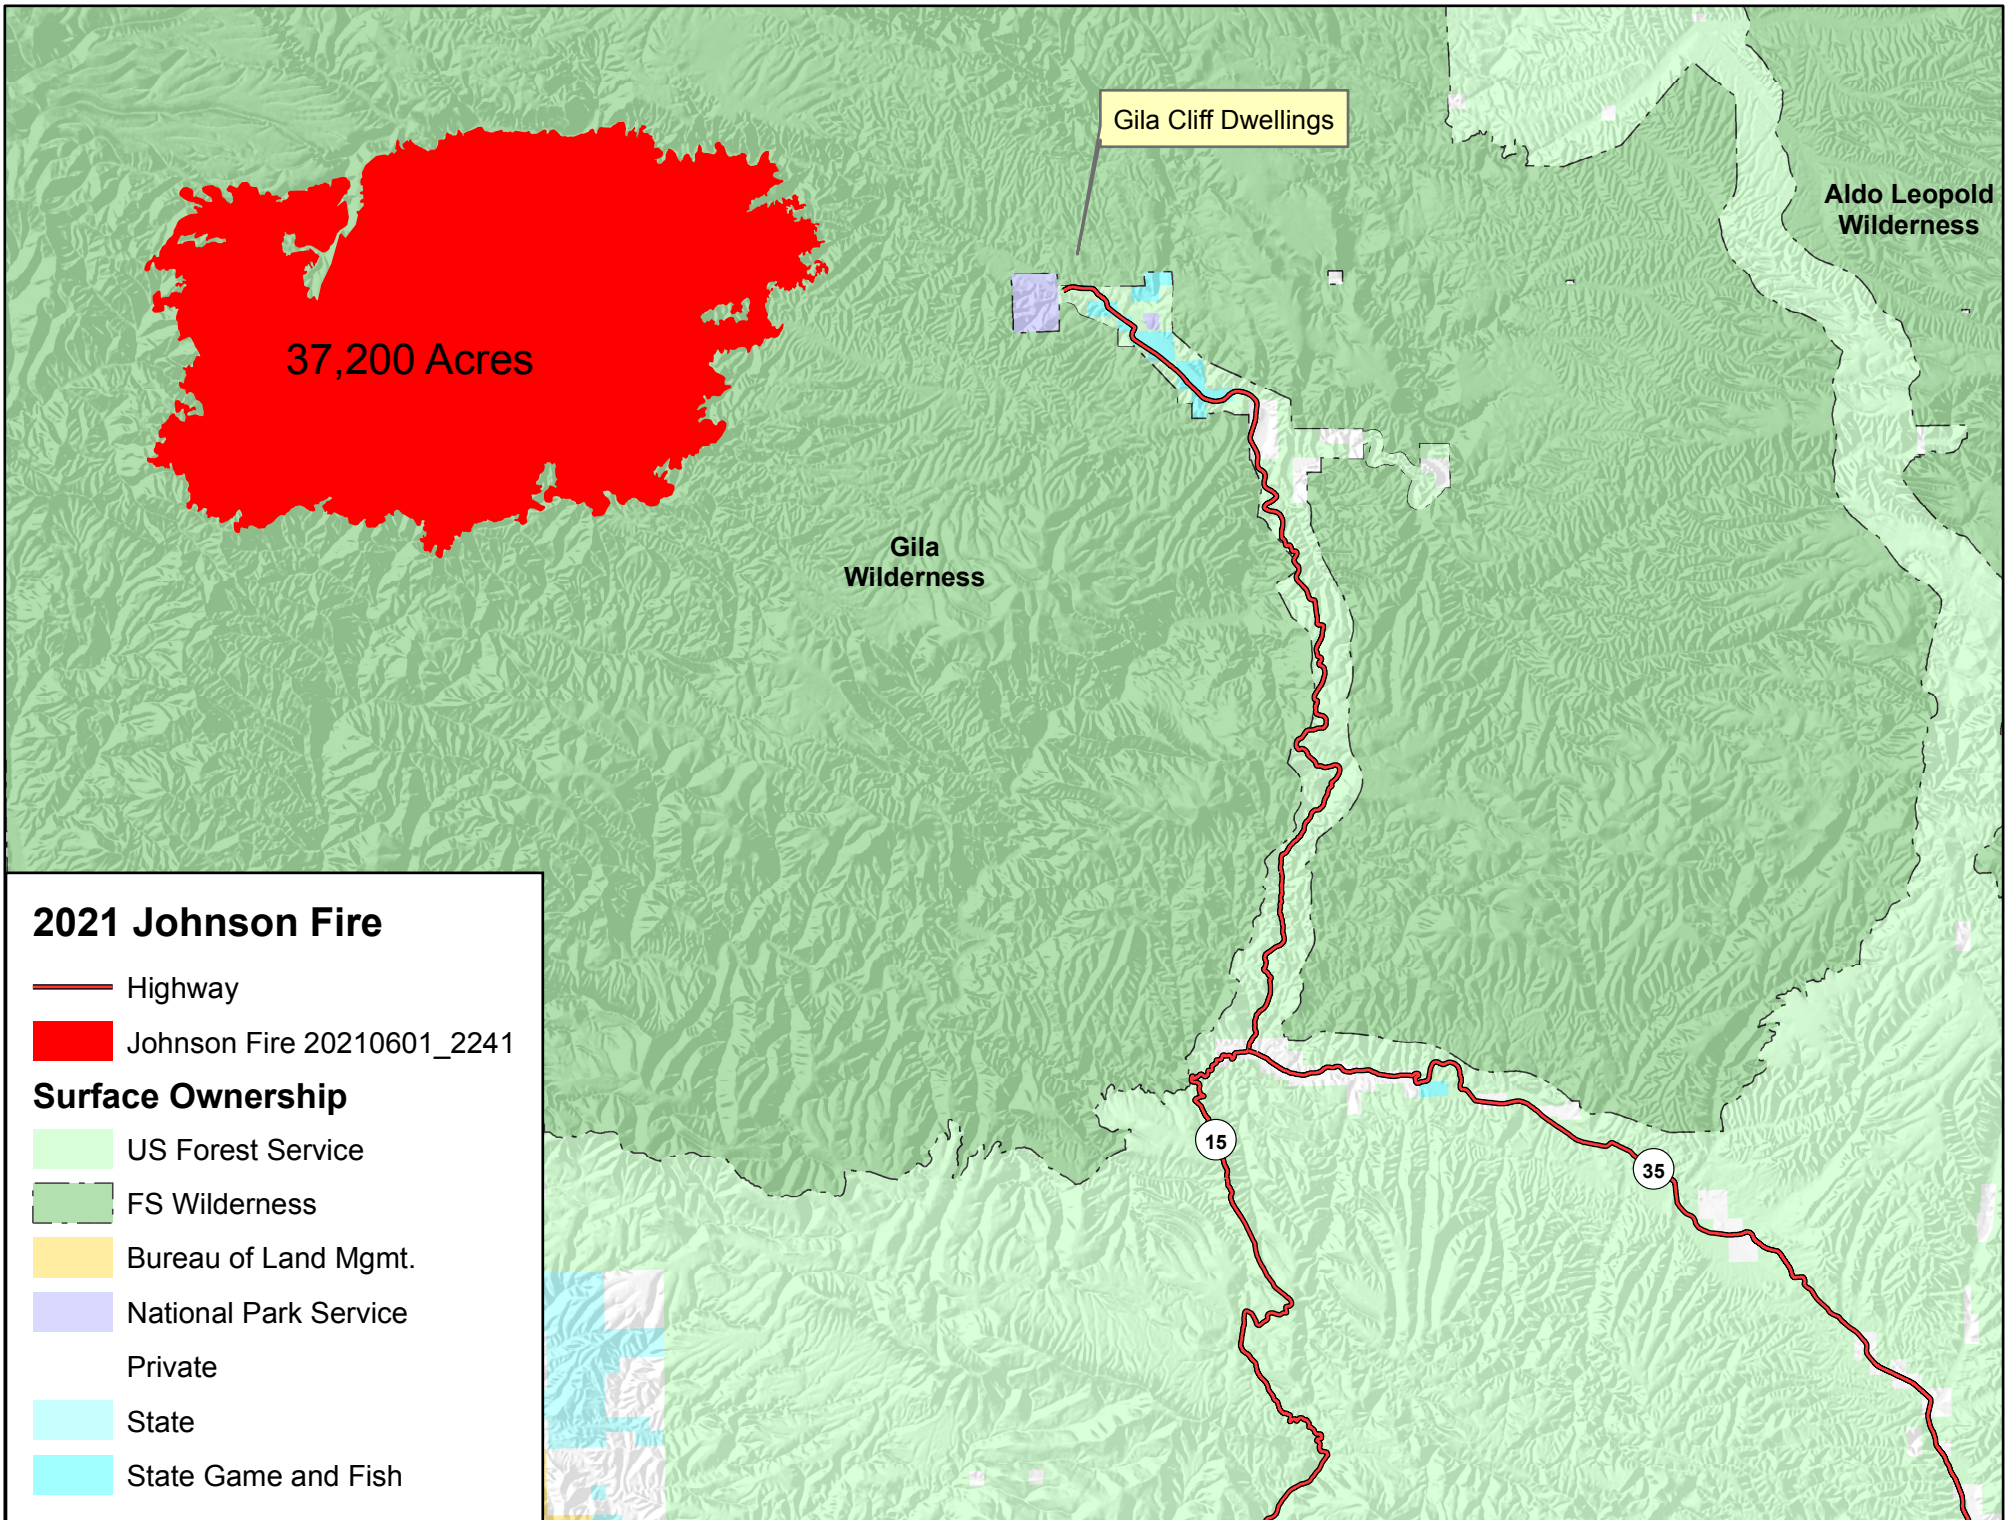 Gila Cliff Dwellings
Aldo Leopold
Wilderness
37,200 Acres
Gila
Wilderness
15
35
2021 Johnson Fire
Highway
Johnson Fire 20210601_2241
Surface Ownership
US Forest Service
FS Wilderness
Bureau of Land Mgmt.
National Park Service
Private
State
State Game and Fish